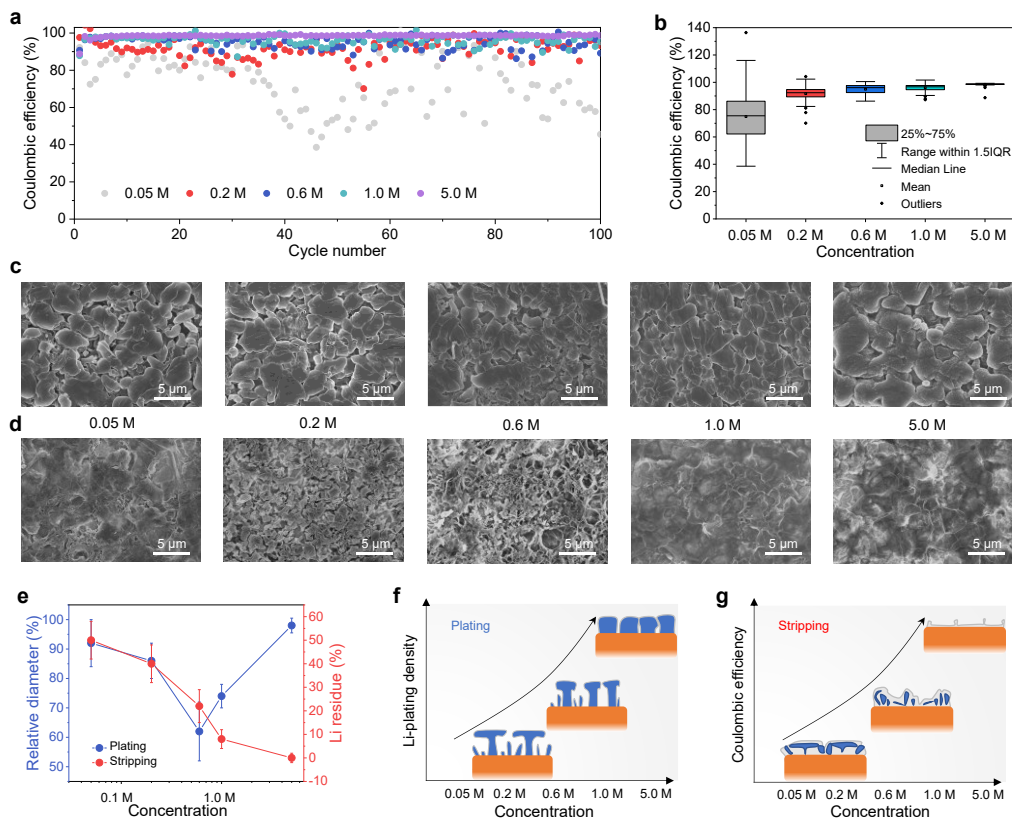 a
Coulombic efficiency (%)
100
80
60
40
20
0
0.05 M
0.2 M
0.6 M
1.0 M
5.0 M
0
20
40
60
80
100
Cycle number
b
Coulombic efficiency (%)
140
120
100
80
60
40
20
0
25%~75%
Range within 1.5IQR
Median Line
Mean
Outliers
0.05 M
0.2 M
0.6 M
1.0 M
5.0 M
Concentration
c
5 µm
5 µm
5 µm
5 µm
5 µm
0.05 M
0.2 M
0.6 M
1.0 M
5.0 M
d
5 µm
5 µm
5 µm
5 µm
5 µm
e
Relative diameter (%)
100
90
80
70
60
50
Plating
Stripping
60
50
40
30
20
10
0
-10
Li residue (%)
0.1 M
1.0 M
Concentration
f
Plating
Li-plating density
0.05 M
0.2 M
0.6 M
1.0 M
5.0 M
g
Stripping
Coulombic efficiency
0.05 M
0.2 M
0.6 M
1.0 M
5.0 M